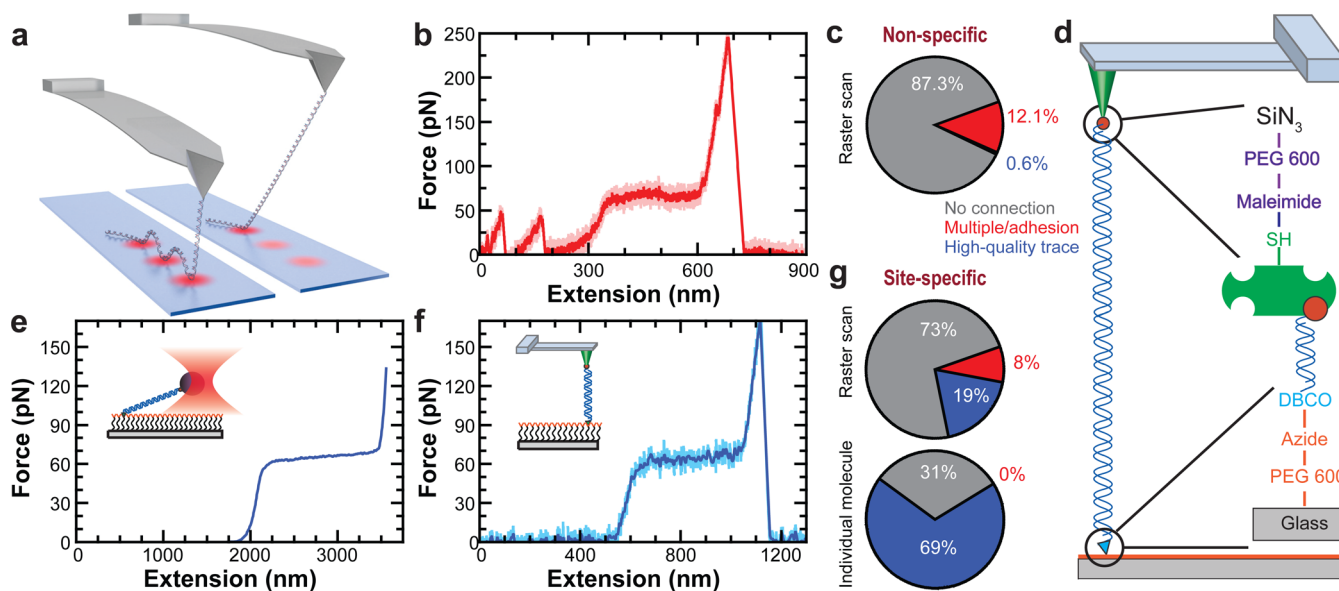 a
b
Force (pN)
250
200
150
100
50
0
0
300
600
900
Extension (nm)
c
Non-specific
Raster scan
87.3%
12.1%
0.6%
No connection
Multiple/adhesion
High-quality trace
d
SiN3
PEG 600
Maleimide
SH
DBCO
Azide
PEG 600
Glass
e
Force (pN)
150
120
90
60
30
0
0
1000
2000
3000
Extension (nm)
f
Force (pN)
150
120
90
60
30
0
0
400
800
1200
Extension (nm)
g
Site-specific
Raster scan
73%
8%
19%
Individual molecule
31%
0%
69%